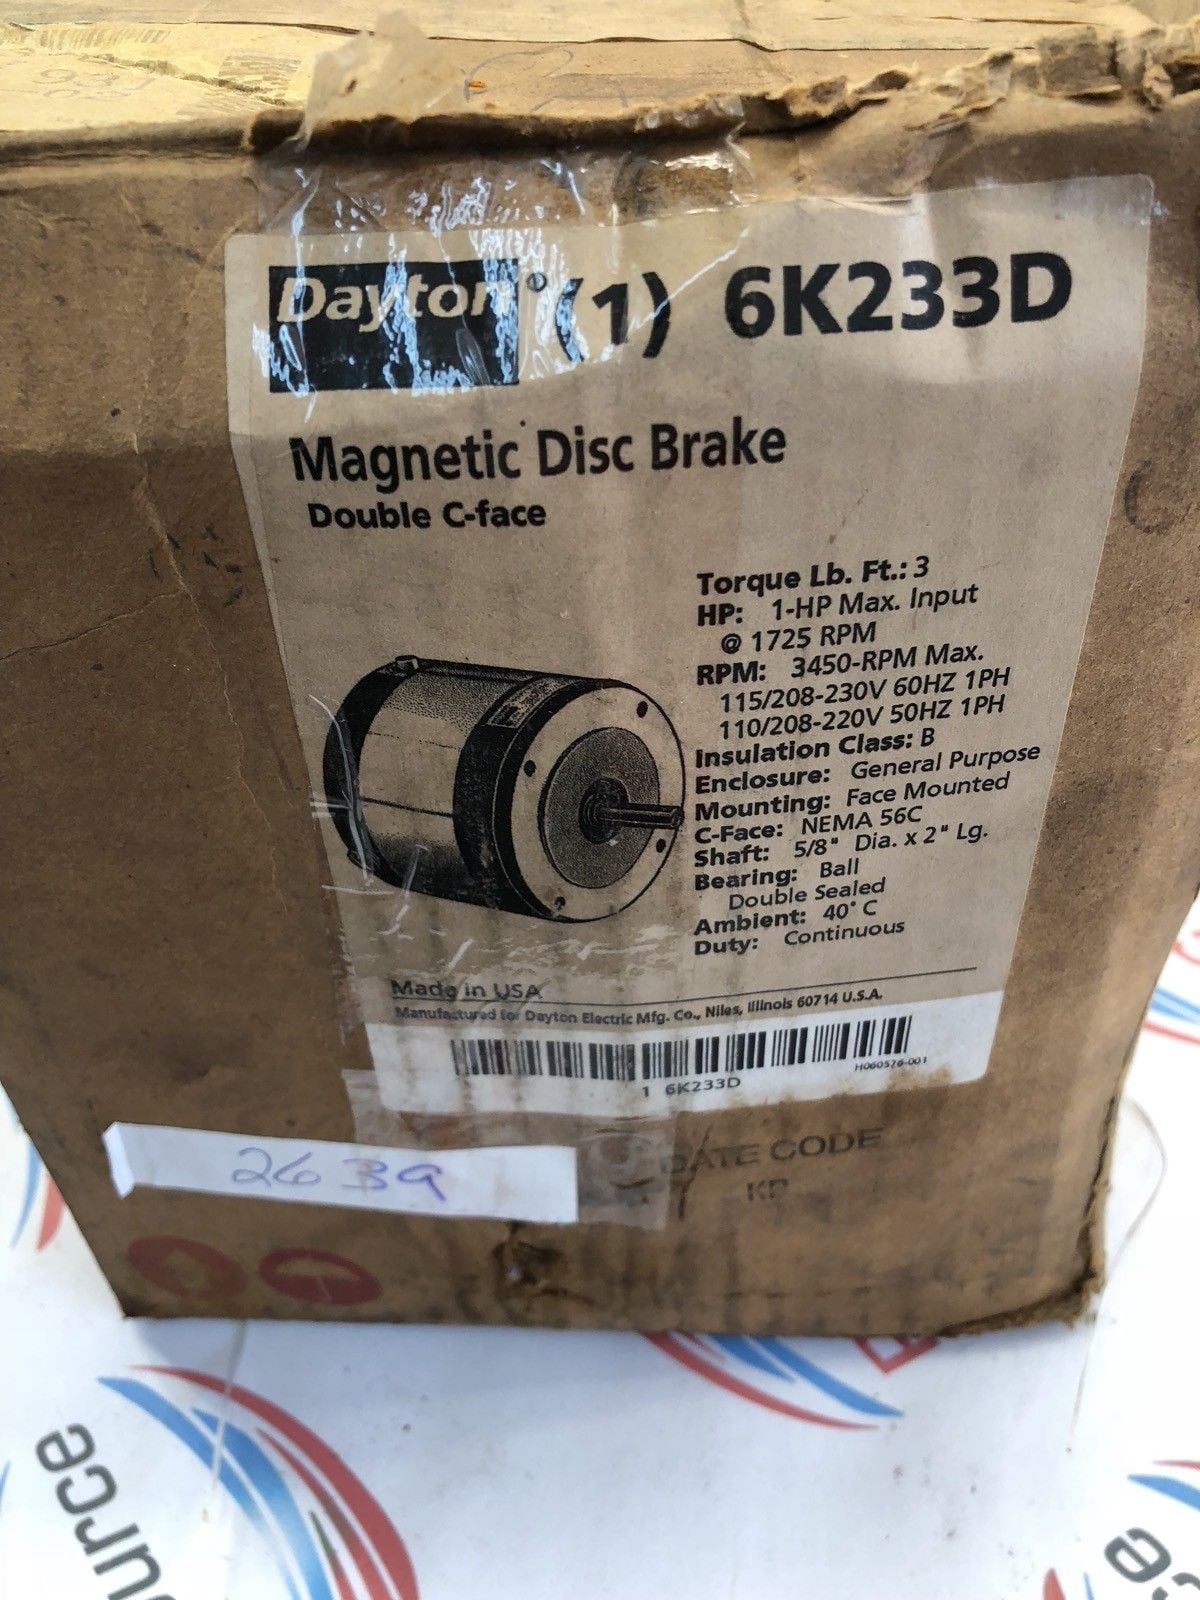 Dayton (1) 6K233D
Magnetic Disc Brake
Double C-face
Torque Lb. Ft.: 3
HP: 1-HP Max. Input
@ 1725 RPM
RPM: 3450-RPM Max.
115/208-230V 60HZ 1PH
110/208-220V 50HZ 1PH
Insulation Class: B
Enclosure: General Purpose
Mounting: Face Mounted
C-Face: NEMA 56C
Shaft: 5/8" Dia. x 2" Lg.
Bearing: Ball
Double Sealed
Ambient: 40° C
Duty: Continuous
Made in USA
Manufactured for Dayton Electric Mfg. Co., Niles, Illinois 60714 U.S.A.
H060576-001
1 6K233D
2639
DATE CODE